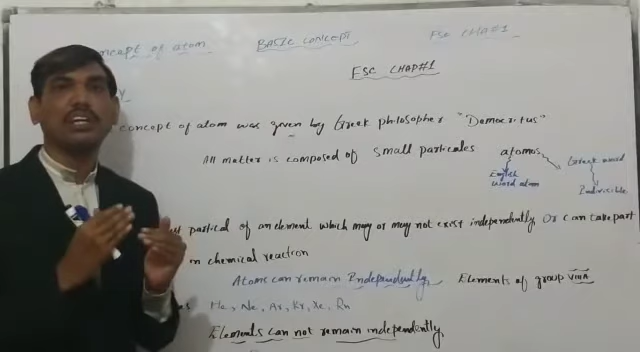 concept of atom BASIC CONCEPT FSC CHAP#1
FSC CHAP#1
concept of atom was given by Greek philosopher "Democritus"
All matter is composed of small particales atomos
Greek word
English
word atom
Indivisible
partical of an element which may or may not exist independently Or can take part
in chemical reaction
Atoms can remain Independently, Elements of group VIIIA
He, Ne, Ar, Kr, Xe, Rn
Elements can not remain independently,